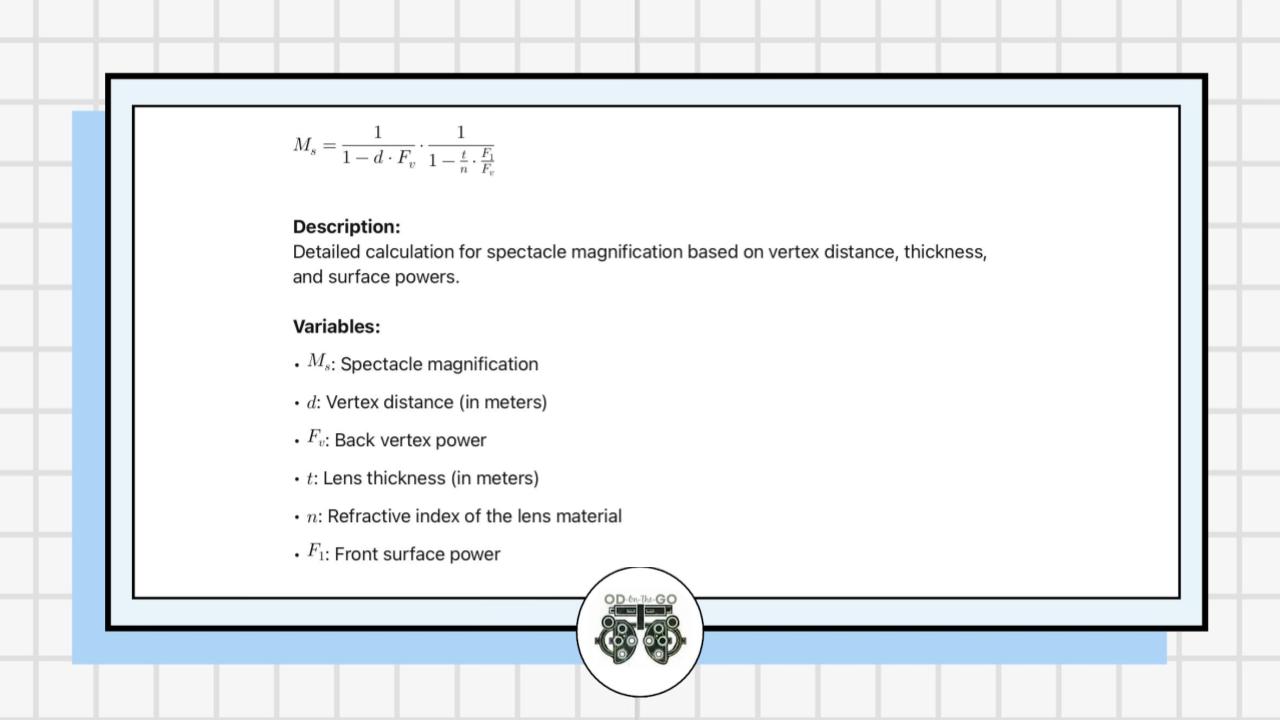 M_s = \frac{1}{1 - d \cdot F_v} \cdot \frac{1}{1 - \frac{t}{n} \cdot \frac{F_1}{F_v}}
Description:
Detailed calculation for spectacle magnification based on vertex distance, thickness,
and surface powers.
Variables:
• M_s: Spectacle magnification
• d: Vertex distance (in meters)
• F_v: Back vertex power
• t: Lens thickness (in meters)
• n: Refractive index of the lens material
• F_1: Front surface power
OD-On-The-GO